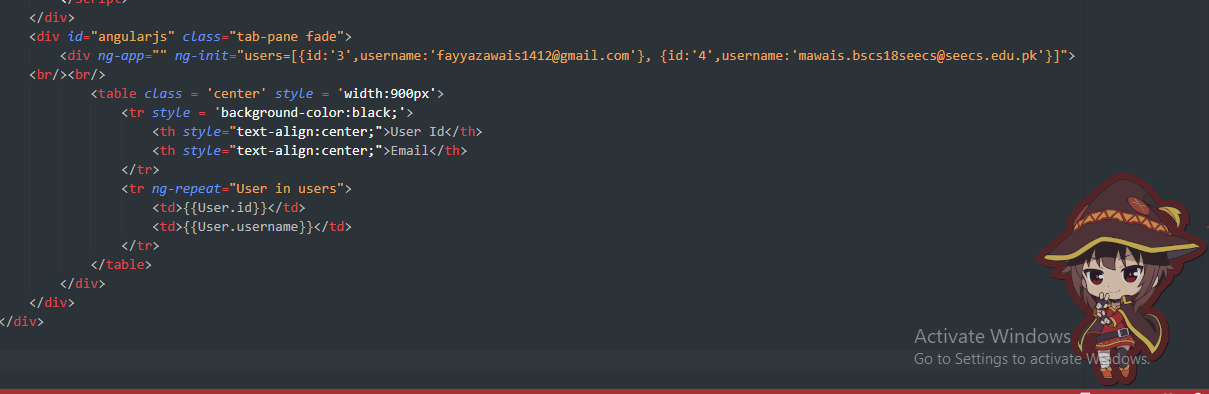 </script>
</div>
<div id="angularjs" class="tab-pane fade">
<div ng-app="" ng-init="users=[{id:'3',username:'fayyazawais1412@gmail.com'}, {id:'4',username:'mawais.bscs18seecs@seecs.edu.pk'}]">
<br/><br/>
<table class = 'center' style = 'width:900px'>
<tr style = 'background-color:black;'>
<th style="text-align:center;">User Id</th>
<th style="text-align:center;">Email</th>
</tr>
<tr ng-repeat="User in users">
<td>{{User.id}}</td>
<td>{{User.username}}</td>
</tr>
</table>
</div>
</div>
</div>
Activate Windows
Go to Settings to activate Windows.